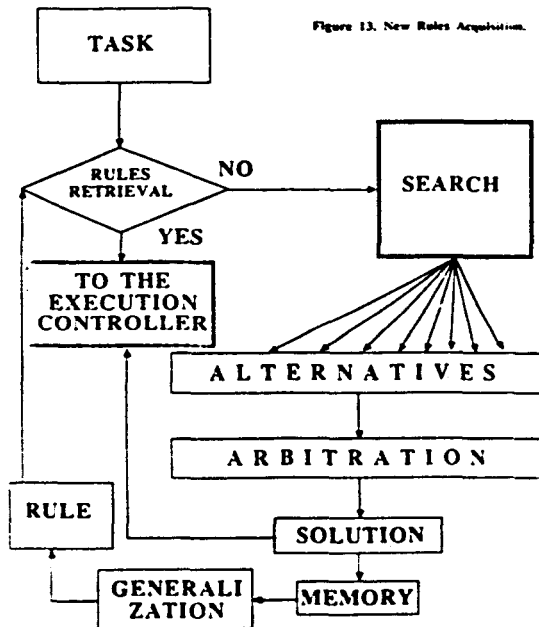 Figure 13. New Rules Acquisition.
TASK
RULES
RETRIEVAL
NO
SEARCH
YES
TO THE
EXECUTION
CONTROLLER
ALTERNATIVES
ARBITRATION
RULE
SOLUTION
GENERALI
ZATION
MEMORY